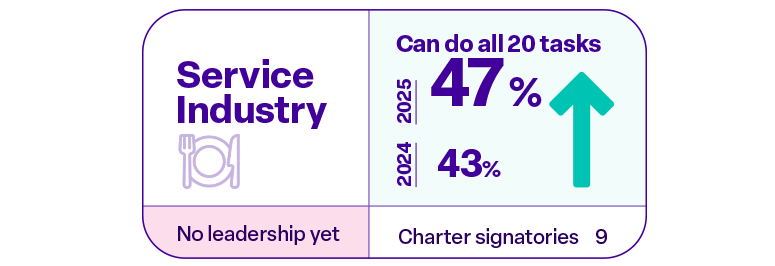 Service
Industry
Can do all 20 tasks
2025
47%
2024
43%
No leadership yet
Charter signatories 9